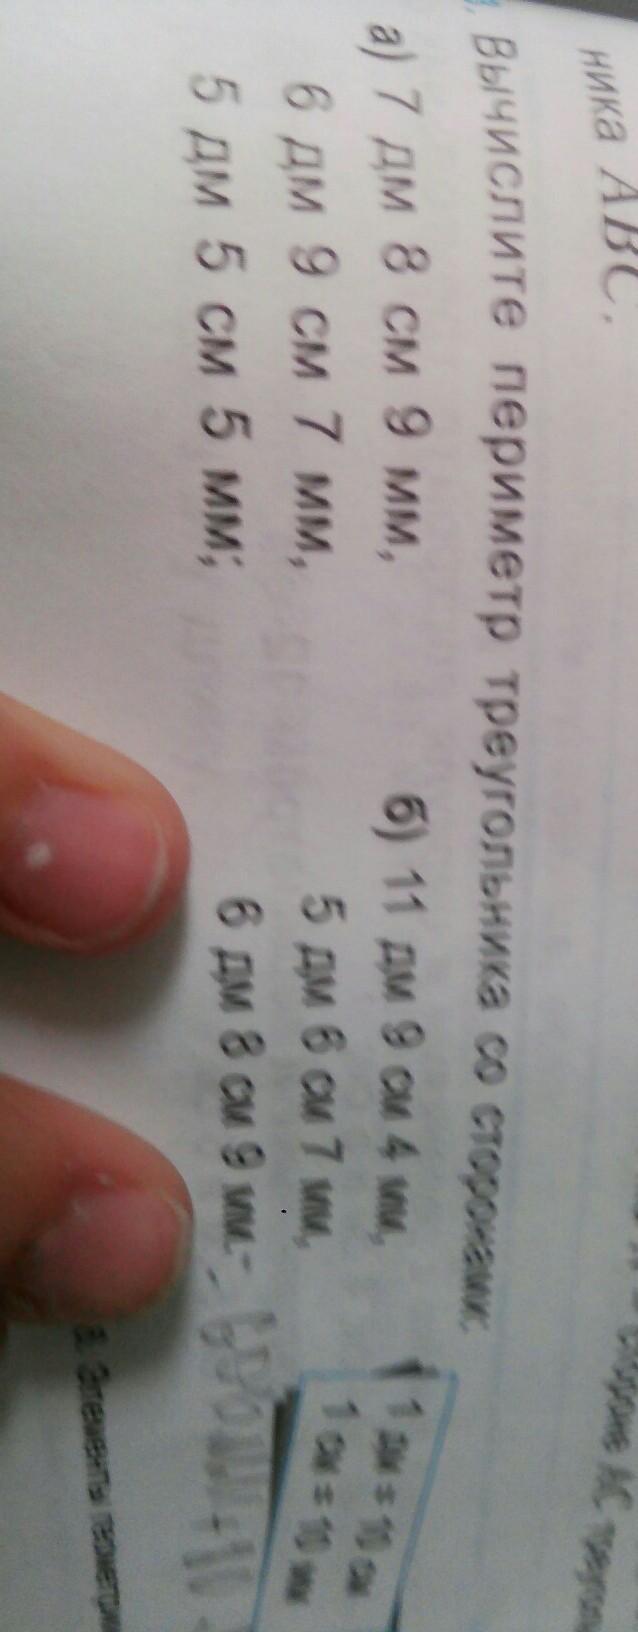 ника ABC.
Вычислите периметр треугольника со сторонами:
а) 7 дм 8 см 9 мм,
6 дм 9 см 7 мм,
5 дм 5 см 5 мм;
б) 11 дм 9 см 4 мм,
5 дм 6 см 7 мм,
6 дм 8 см 9 мм.
1 дм = 10 см
1 см = 10 мм
Элементы геометрии